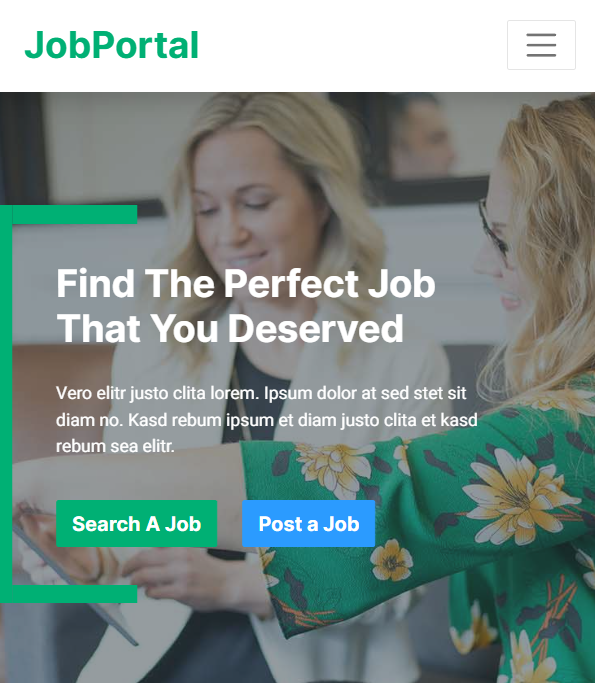 JobPortal
Find The Perfect Job
That You Deserved
Vero elitr justo clita lorem. Ipsum dolor at sed stet sit
diam no. Kasd rebum ipsum et diam justo clita et kasd
rebum sea elitr.
Search A Job
Post a Job